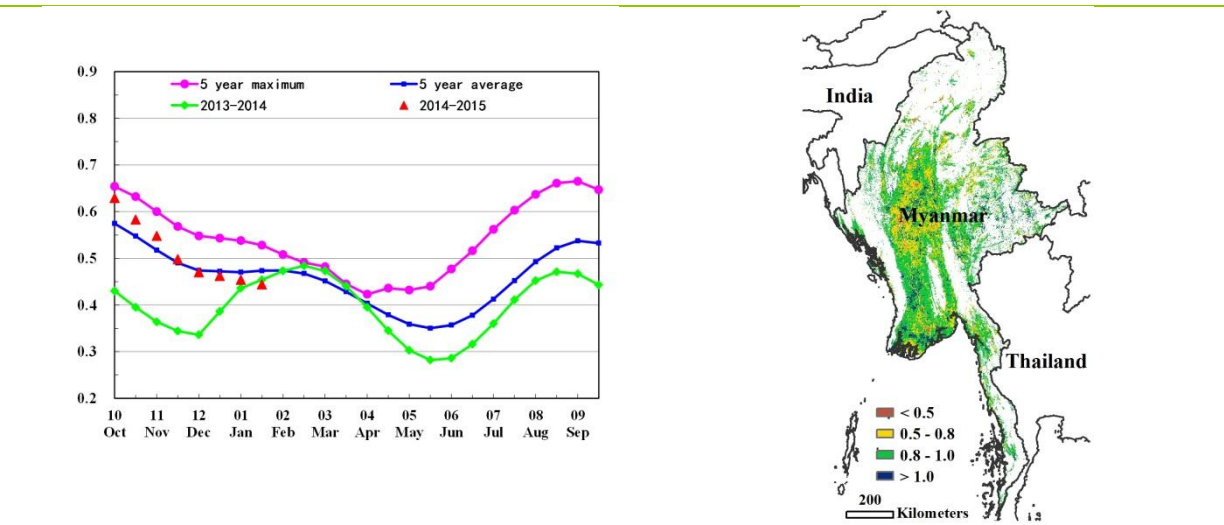 0.9
0.8
0.7
0.6
0.5
0.4
0.3
0.2
5 year maximum
5 year average
2013-2014
2014-2015
10 11 12 01 02 03 04 05 06 07 08 09
Oct Nov Dec Jan Feb Mar Apr May Jun Jul Aug Sep
India
Myanmar
Thailand
< 0.5
0.5 - 0.8
0.8 - 1.0
> 1.0
200
Kilometers